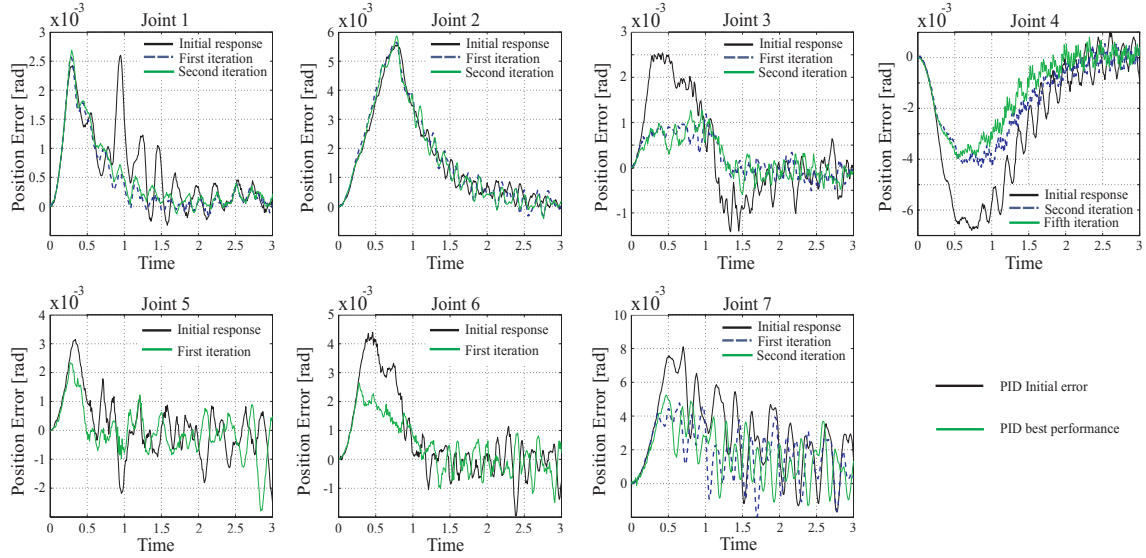 x10⁻³ Joint 1
Position Error [rad]
3
2.5
2
1.5
1
0.5
0
Initial response
First iteration
Second iteration
0 0.5 1 1.5 2 2.5 3
Time
x10⁻³ Joint 2
Position Error [rad]
6
5
4
3
2
1
0
Initial response
First iteration
Second iteration
0 0.5 1 1.5 2 2.5 3
Time
x10⁻³ Joint 3
Position Error [rad]
3
2
1
0
-1
Initial response
First iteration
Second iteration
0 0.5 1 1.5 2 2.5 3
Time
x10⁻³ Joint 4
Position Error [rad]
0
-2
-4
-6
Initial response
Second iteration
Fifth iteration
0 0.5 1 1.5 2 2.5 3
Time
x10⁻³ Joint 5
Position Error [rad]
4
3
2
1
0
-1
-2
Initial response
First iteration
0 0.5 1 1.5 2 2.5 3
Time
x10⁻³ Joint 6
Position Error [rad]
5
4
3
2
1
0
-1
Initial response
First iteration
0 0.5 1 1.5 2 2.5 3
Time
x10⁻³ Joint 7
Position Error [rad]
10
8
6
4
2
0
Initial response
First iteration
Second iteration
0 0.5 1 1.5 2 2.5 3
Time
PID Initial error
PID best performance